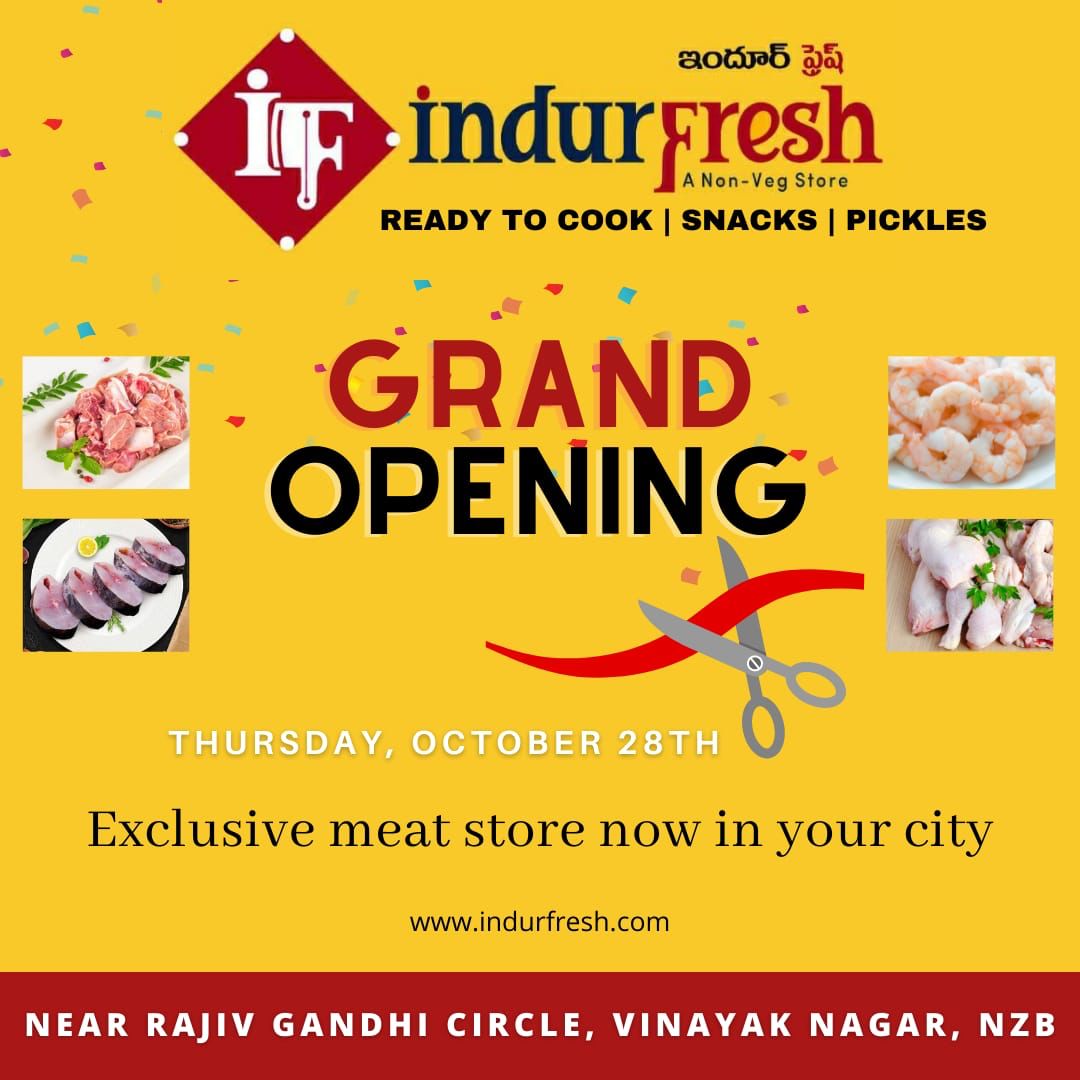 ఇందూర్ ఫ్రెష్
iF indurfresh
A Non-Veg Store
READY TO COOK | SNACKS | PICKLES
GRAND
OPENING
THURSDAY, OCTOBER 28TH
Exclusive meat store now in your city
www.indurfresh.com
NEAR RAJIV GANDHI CIRCLE, VINAYAK NAGAR, NZB